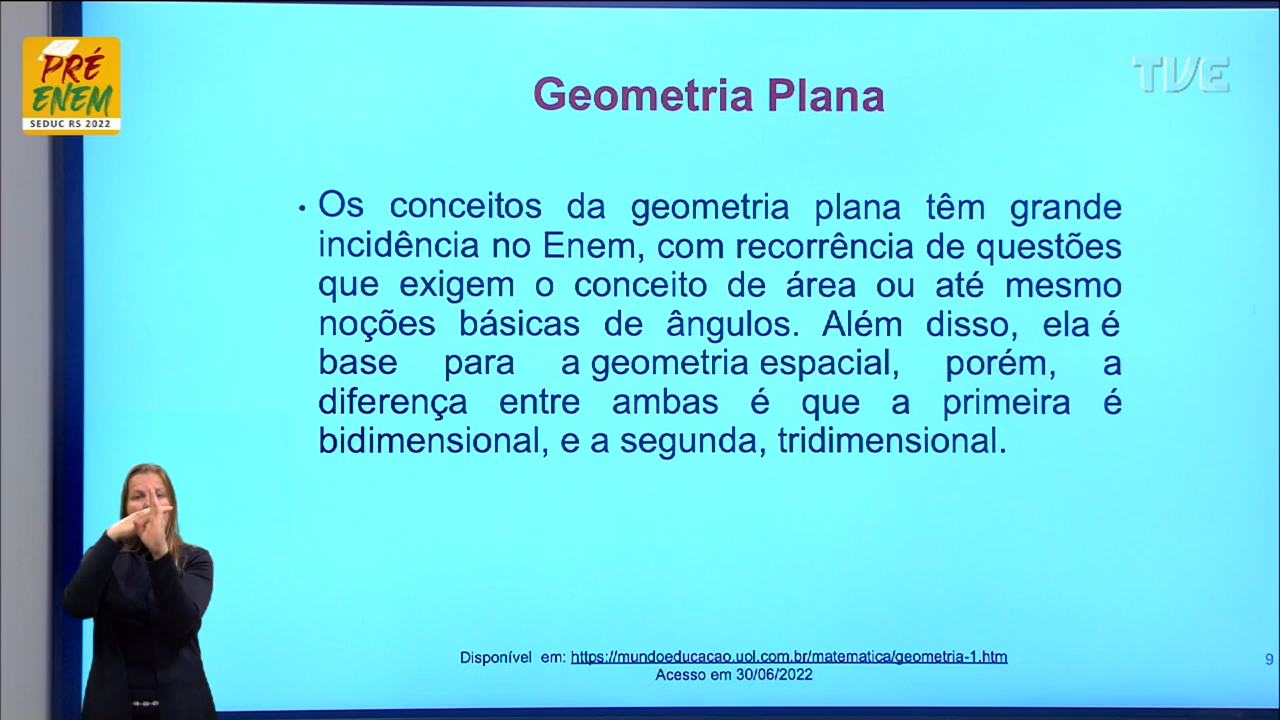 PRÉ
ENEM
SEDUC RS 2022
TVE
Geometria Plana
• Os conceitos da geometria plana têm grande
incidência no Enem, com recorrência de questões
que exigem o conceito de área ou até mesmo
noções básicas de ângulos. Além disso, ela é
base para a geometria espacial, porém, a
diferença entre ambas é que a primeira é
bidimensional, e a segunda, tridimensional.
Disponível em: https://mundoeducacao.uol.com.br/matematica/geometria-1.htm
Acesso em 30/06/2022
9